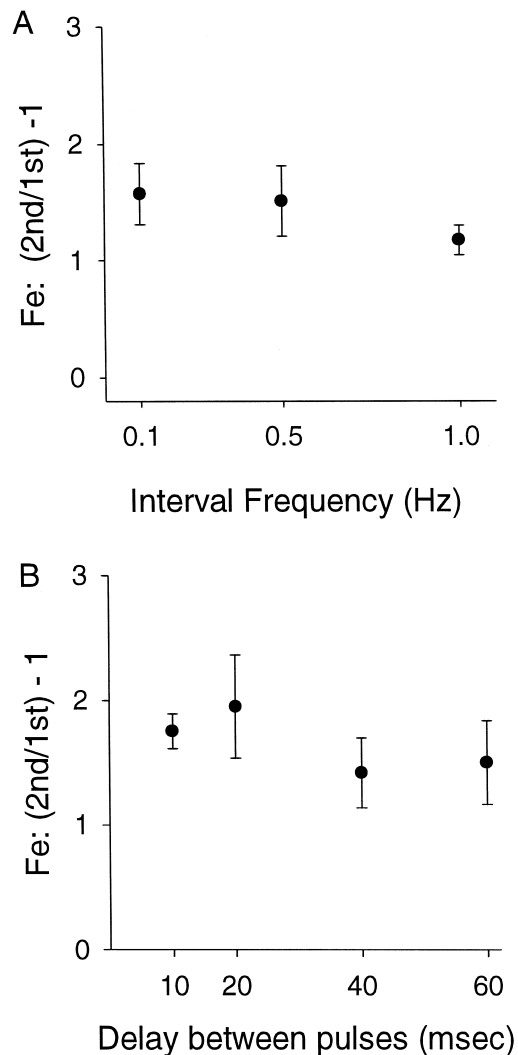 A
3
2
1
0
Fe: (2nd/1st) -1
0.1 0.5 1.0
Interval Frequency (Hz)
B
3
2
1
0
Fe: (2nd/1st) - 1
10 20 40 60
Delay between pulses (msec)